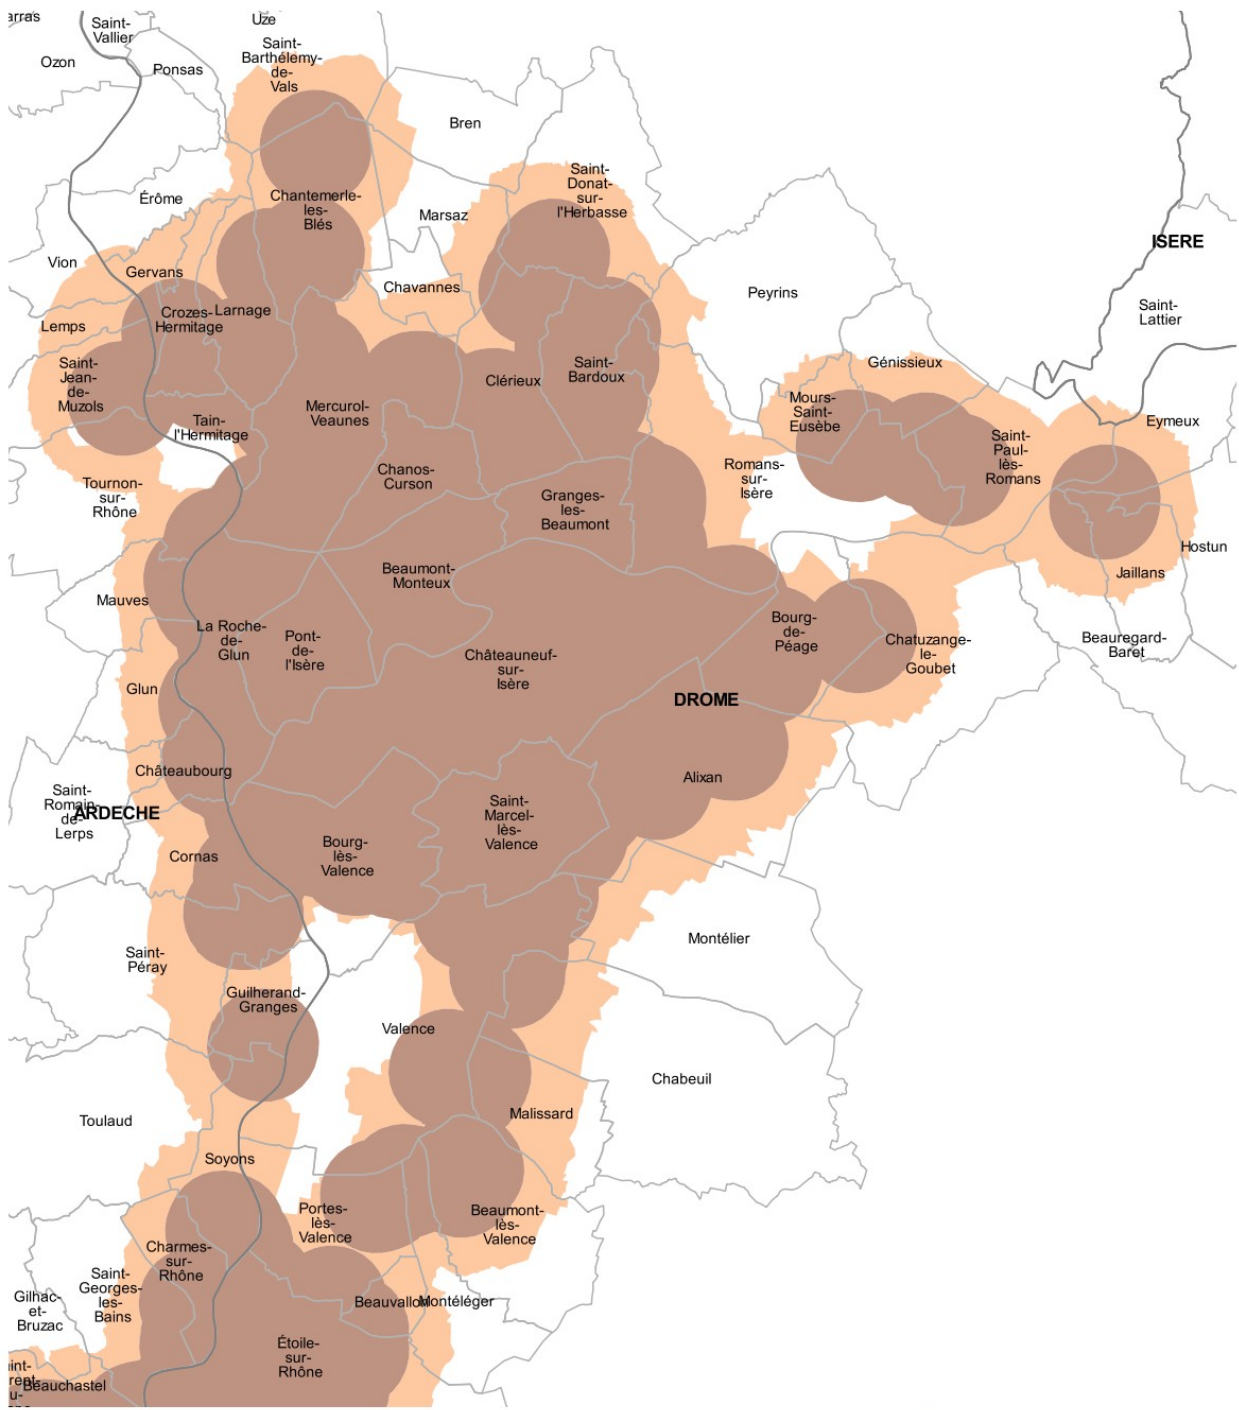 arras
Saint-
Vallier
Uze
Ozon
Ponsas
Saint-
Barthélemy-
de-
Vals
Bren
Érôme
Chantemerle-
les-
Blés
Marsaz
Saint-
Donat-
sur-
l'Herbasse
ISERE
Vion
Gervans
Chavannes
Peyrins
Saint-
Lattier
Lemps
Crozes-
Hermitage
Larnage
Saint-
Jean-
de-
Muzols
Clérieux
Saint-
Bardoux
Génissieux
Mercurol-
Veaunes
Tain-
l'Hermitage
Mours-
Saint-
Eusèbe
Eymeux
Saint-
Paul-
lès-
Romans
Chanos-
Curson
Romans-
sur-
Isère
Tournon-
sur-
Rhône
Granges-
les-
Beaumont
Hostun
Jaillans
Beaumont-
Monteux
Mauves
La Roche-
de-
Glun
Pont-
de-
l'Isère
Bourg-
de-
Péage
Chatuzange-
le-
Goubet
Beauregard-
Baret
Châteauneuf-
sur-
Isère
Glun
DROME
Châteaubourg
Alixan
Saint-
Romain-
de-
Lerps
ARDECHE
Saint-
Marcel-
lès-
Valence
Cornas
Bourg-
lès-
Valence
Saint-
Péray
Montélier
Guilherand-
Granges
Valence
Chabeuil
Toulaud
Malissard
Soyons
Portes-
lès-
Valence
Beaumont-
lès-
Valence
Charmes-
sur-
Rhône
Saint-
Georges-
les-
Bains
Gilhac-
et-
Bruzac
Beauvallon
Montéléger
Étoile-
sur-
Rhône
int-
rent-
u-
Beauchastel